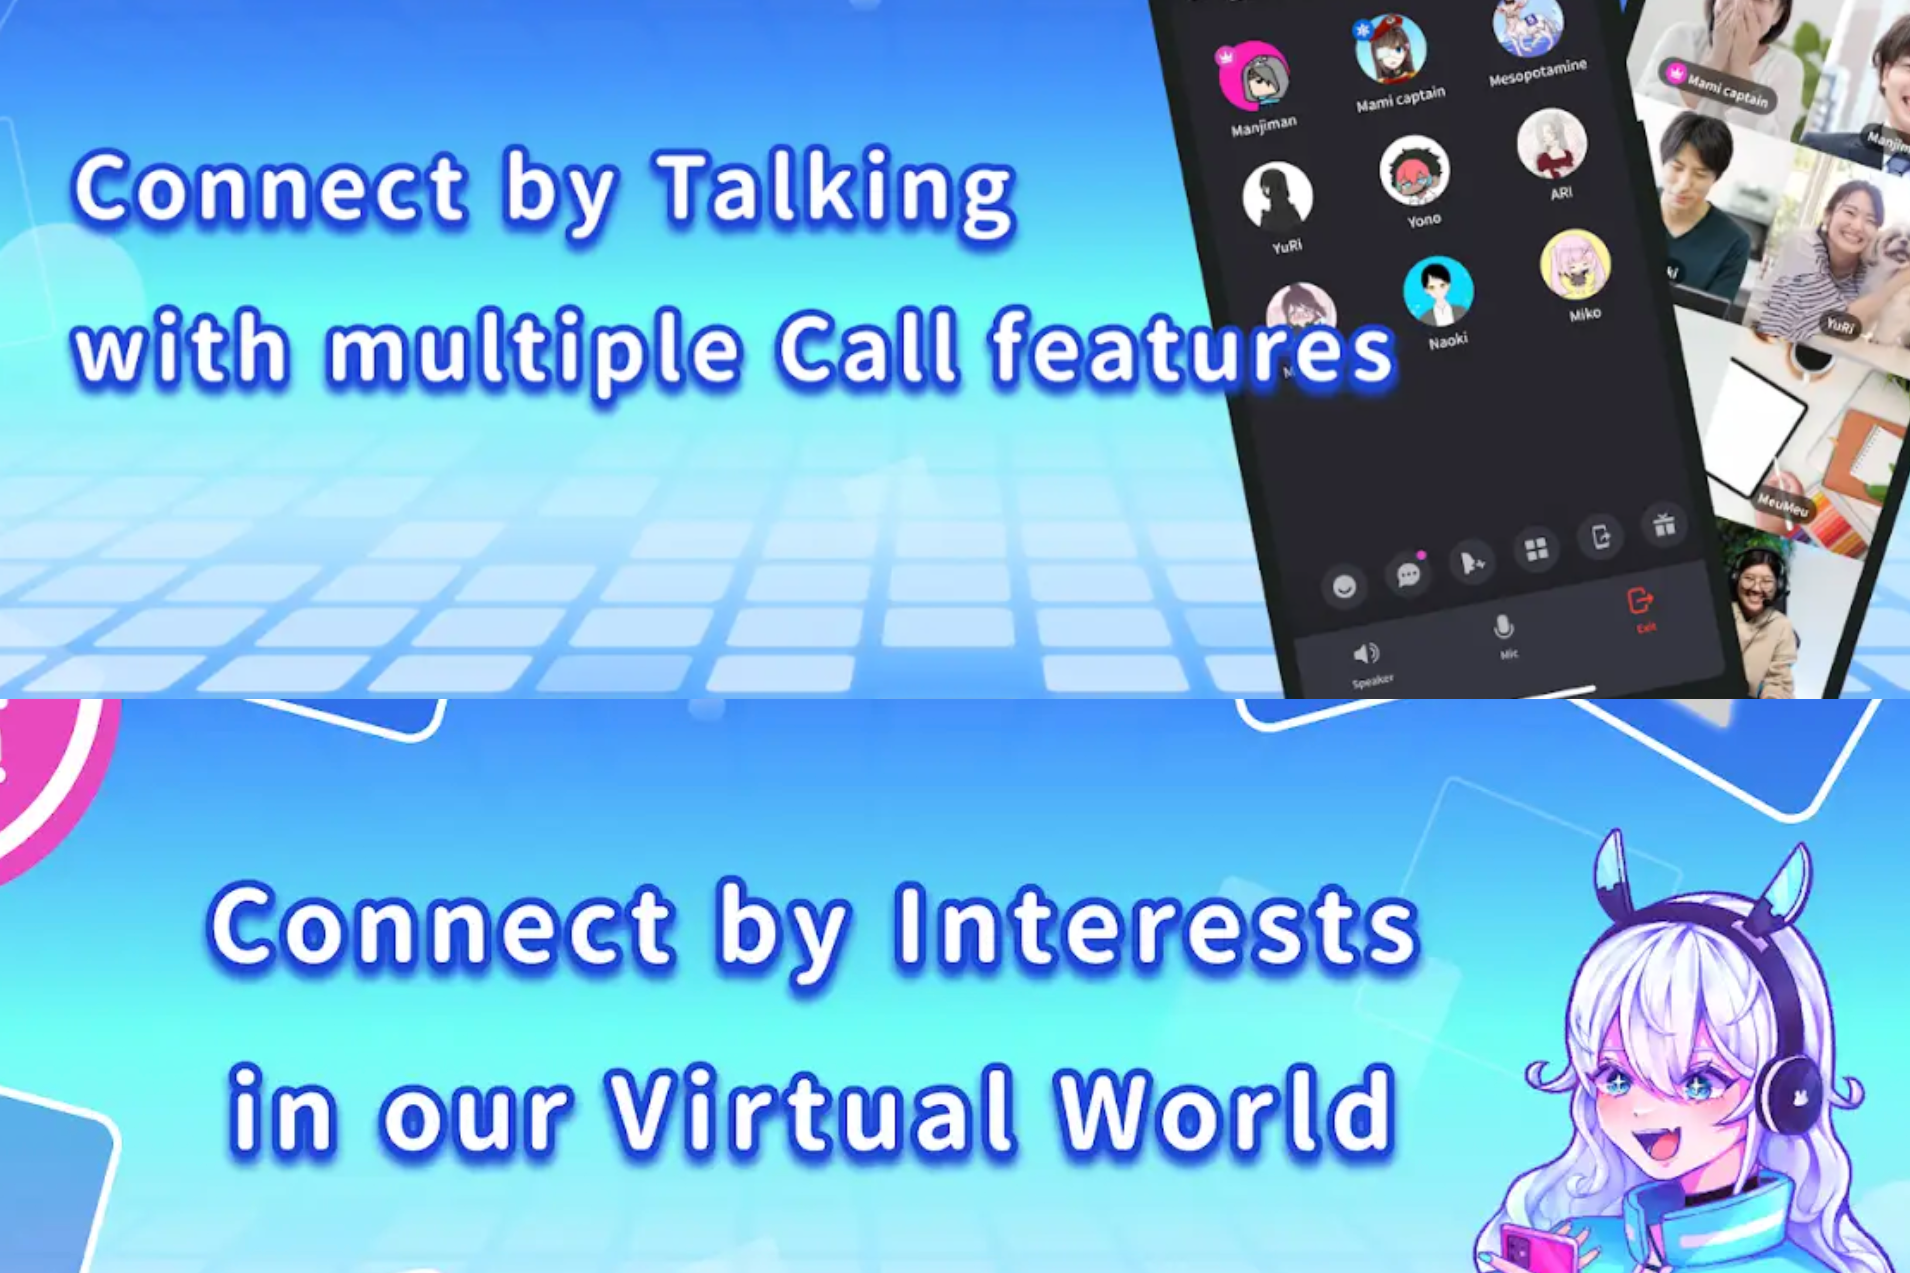 Connect by Talking
with multiple Call features
Manjiman
Mami captain
Mesopotamine
YuRi
Yono
ARI
Naoki
Miko
Speaker
Mic
Exit
Mami captain
YuRi
MeuMeu
Connect by Interests
in our Virtual World